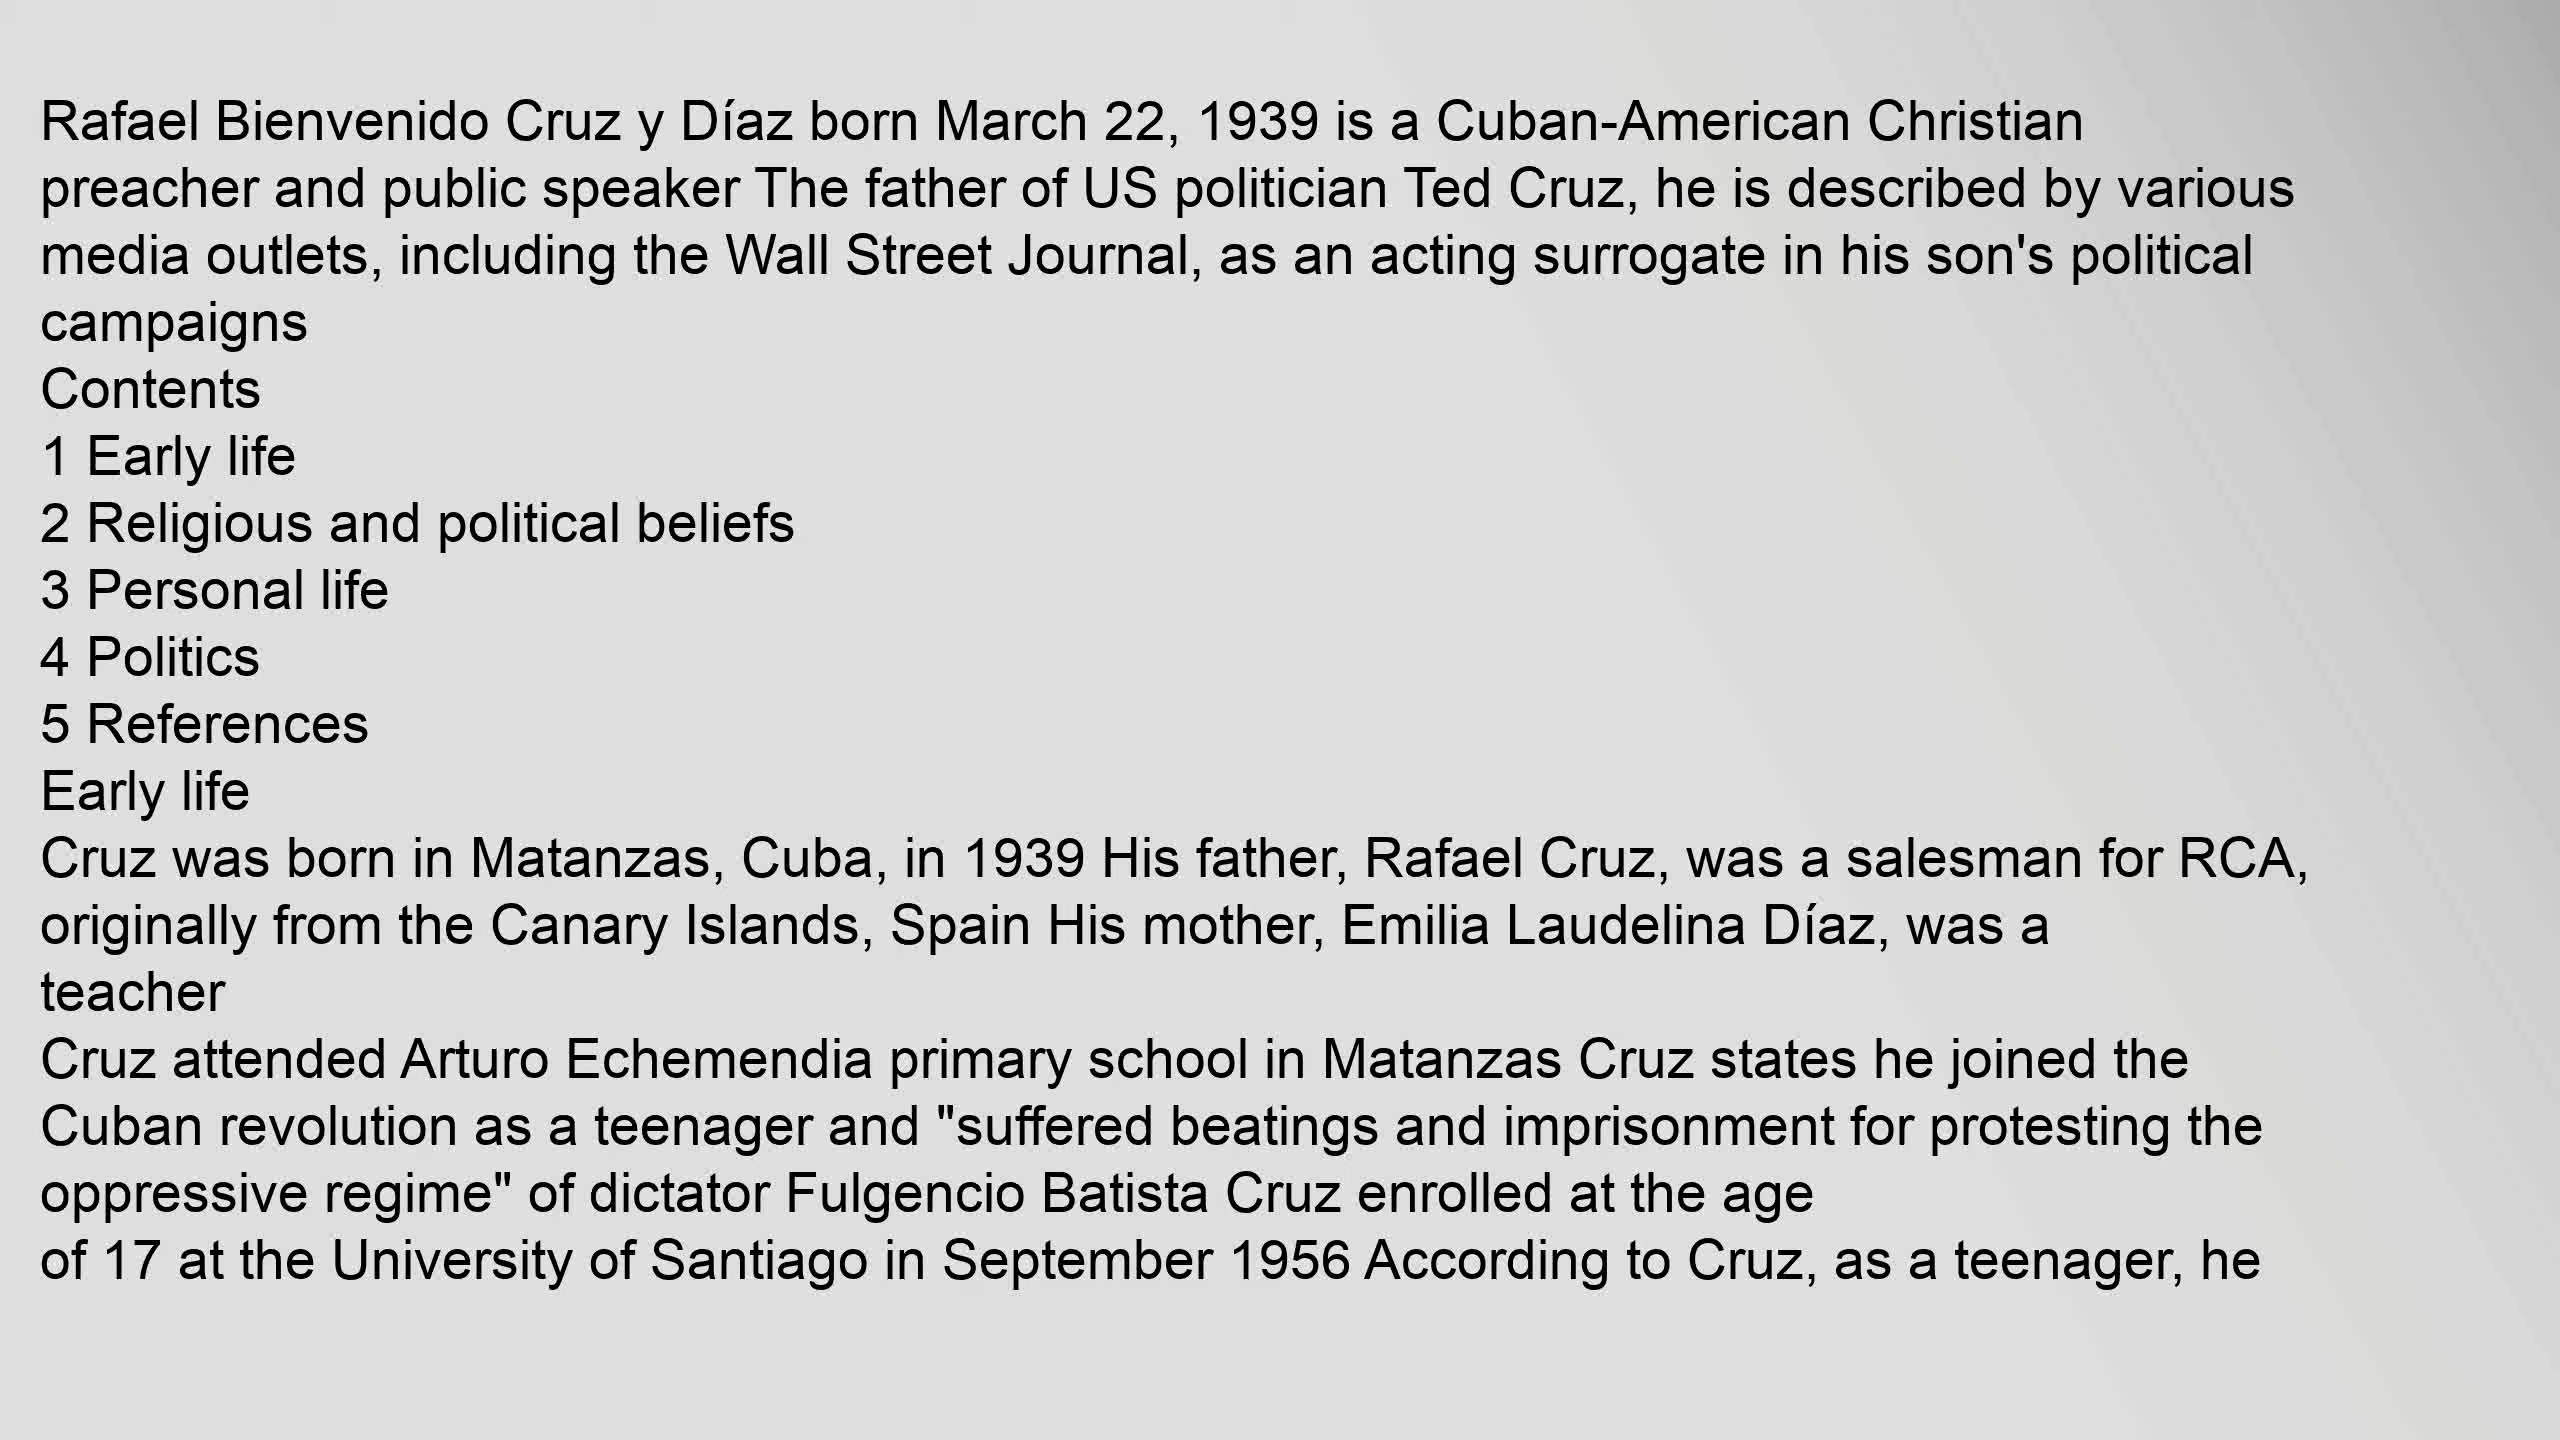 Rafael Bienvenido Cruz y Díaz born March 22, 1939 is a Cuban-American Christian
preacher and public speaker The father of US politician Ted Cruz, he is described by various
media outlets, including the Wall Street Journal, as an acting surrogate in his son's political
campaigns
Contents
1 Early life
2 Religious and political beliefs
3 Personal life
4 Politics
5 References
Early life
Cruz was born in Matanzas, Cuba, in 1939 His father, Rafael Cruz, was a salesman for RCA,
originally from the Canary Islands, Spain His mother, Emilia Laudelina Díaz, was a
teacher
Cruz attended Arturo Echemendia primary school in Matanzas Cruz states he joined the
Cuban revolution as a teenager and "suffered beatings and imprisonment for protesting the
oppressive regime" of dictator Fulgencio Batista Cruz enrolled at the age
of 17 at the University of Santiago in September 1956 According to Cruz, as a teenager, he